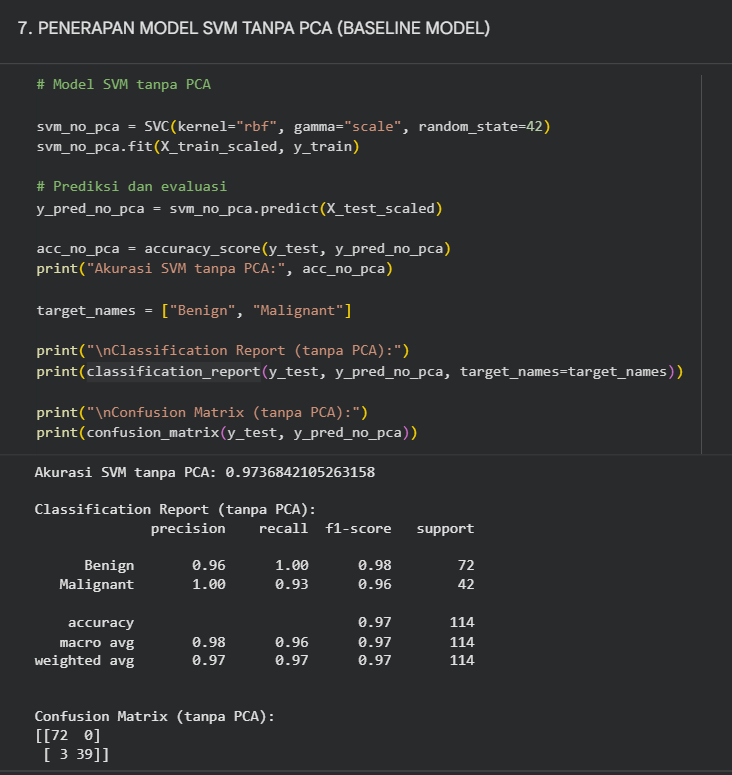 7. PENERAPAN MODEL SVM TANPA PCA (BASELINE MODEL)
# Model SVM tanpa PCA
svm_no_pca = SVC(kernel="rbf", gamma="scale", random_state=42)
svm_no_pca.fit(X_train_scaled, y_train)
# Prediksi dan evaluasi
y_pred_no_pca = svm_no_pca.predict(X_test_scaled)
acc_no_pca = accuracy_score(y_test, y_pred_no_pca)
print("Akurasi SVM tanpa PCA:", acc_no_pca)
target_names = ["Benign", "Malignant"]
print("\nClassification Report (tanpa PCA):")
print(classification_report(y_test, y_pred_no_pca, target_names=target_names))
print("\nConfusion Matrix (tanpa PCA):")
print(confusion_matrix(y_test, y_pred_no_pca))
Akurasi SVM tanpa PCA: 0.9736842105263158
Classification Report (tanpa PCA):
precision    recall  f1-score   support
Benign       0.96      1.00      0.98        72
Malignant       1.00      0.93      0.96        42
accuracy                           0.97       114
macro avg       0.98      0.96      0.97       114
weighted avg       0.97      0.97      0.97       114
Confusion Matrix (tanpa PCA):
[[72  0]
[ 3 39]]